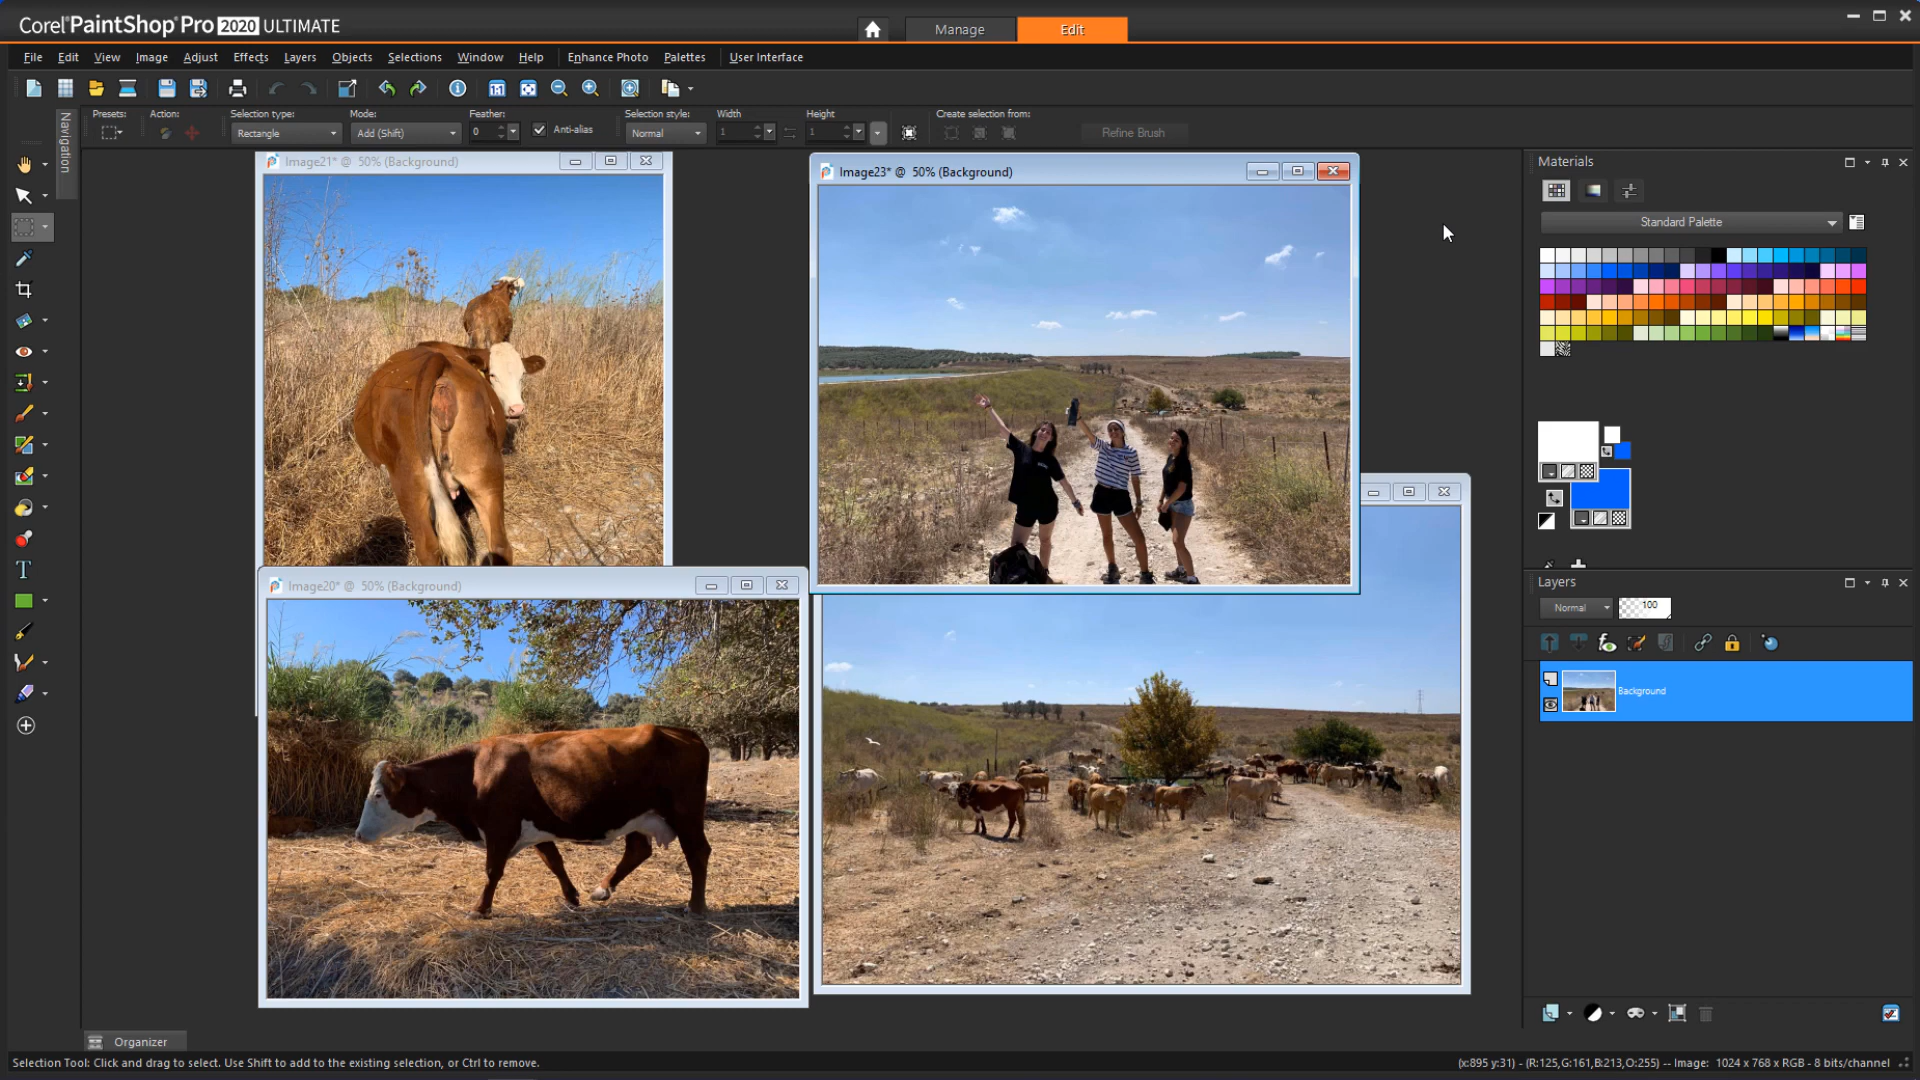 Corel PaintShop Pro 2020 ULTIMATE
Manage
Edit
File Edit View Image Adjust Effects Layers Objects Selections Window Help Enhance Photo Palettes User Interface
Presets: Action: Selection type: Mode: Feather: Selection style: Width Height Create selection from:
Rectangle Add (Shift) 0 Anti-alias Normal 1 1 Refine Brush
Navigation
Image21* @ 50% (Background)
Image23* @ 50% (Background)
Image20* @ 50% (Background)
Materials
Standard Palette
Layers
Normal 100
Background
Organizer
Selection Tool: Click and drag to select. Use Shift to add to the existing selection, or Ctrl to remove.
(x:895 y:31) - (R:125,G:161,B:213,O:255) -- Image: 1024 x 768 x RGB - 8 bits/channel